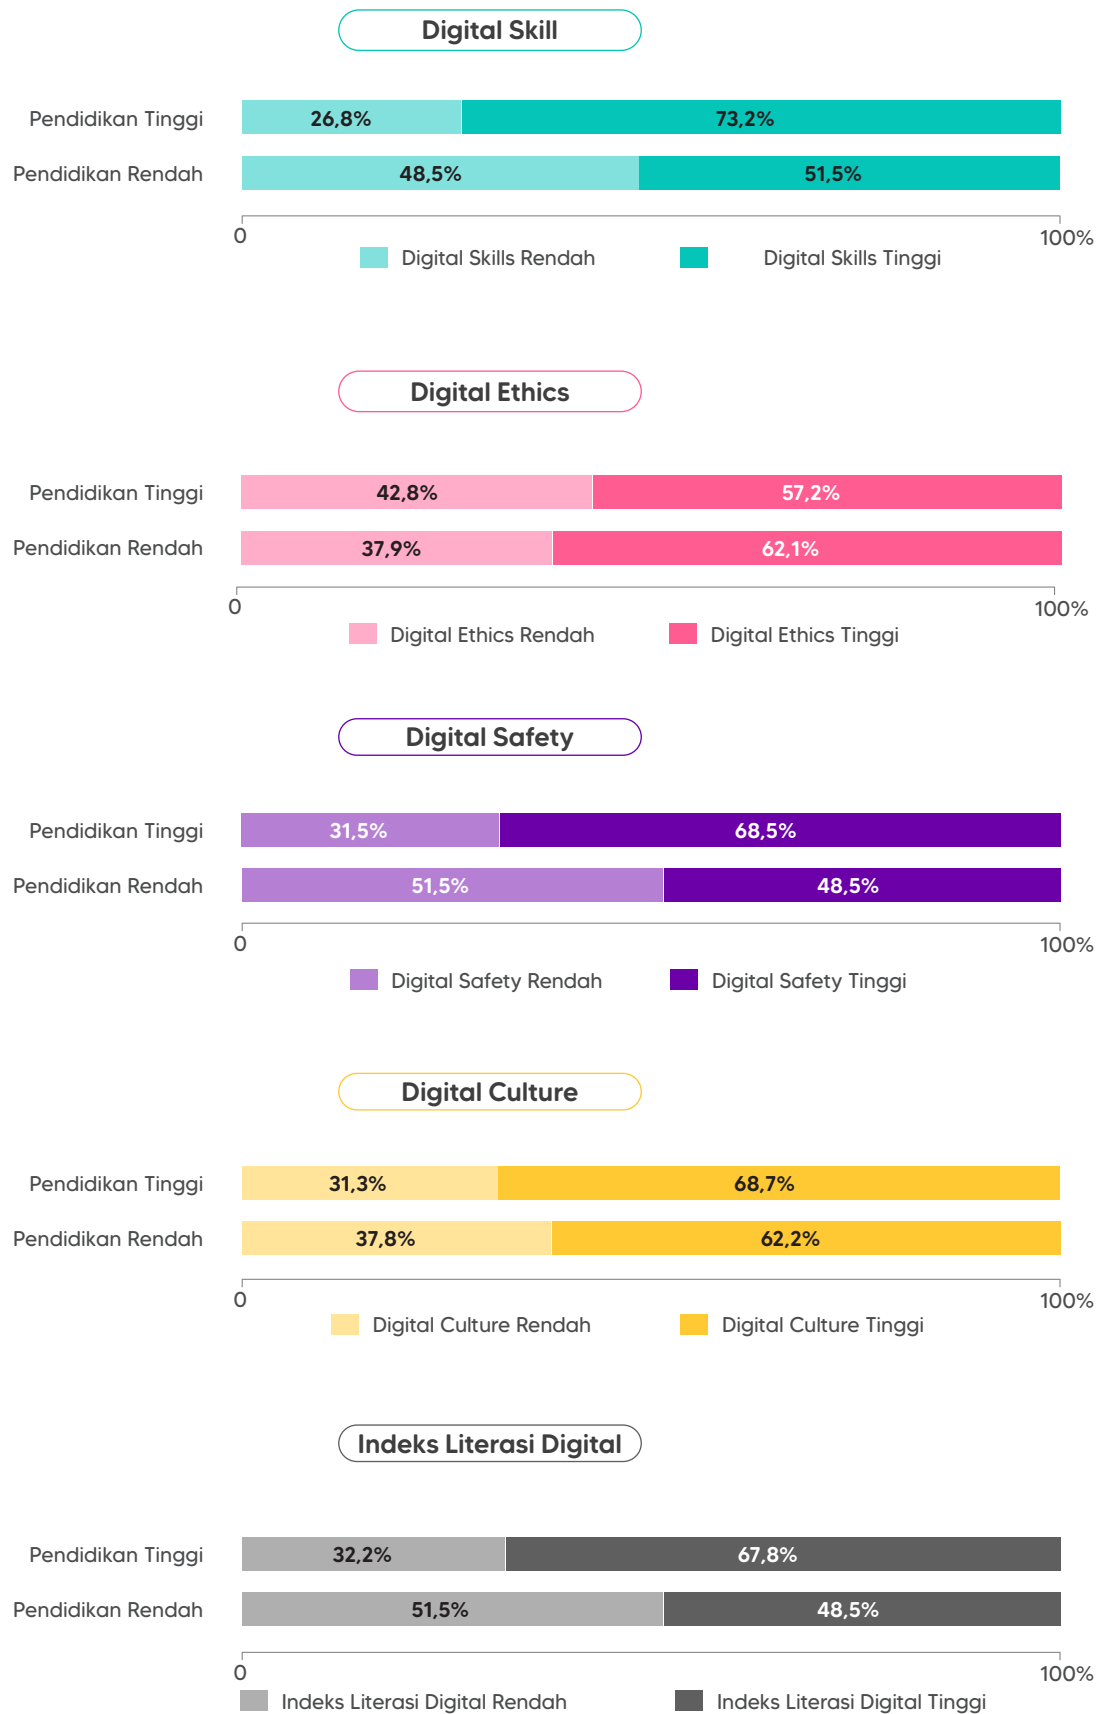 Digital Skill
Pendidikan Tinggi 26,8% 73,2%
Pendidikan Rendah 48,5% 51,5%
0 100%
Digital Skills Rendah Digital Skills Tinggi
Digital Ethics
Pendidikan Tinggi 42,8% 57,2%
Pendidikan Rendah 37,9% 62,1%
0 100%
Digital Ethics Rendah Digital Ethics Tinggi
Digital Safety
Pendidikan Tinggi 31,5% 68,5%
Pendidikan Rendah 51,5% 48,5%
0 100%
Digital Safety Rendah Digital Safety Tinggi
Digital Culture
Pendidikan Tinggi 31,3% 68,7%
Pendidikan Rendah 37,8% 62,2%
0 100%
Digital Culture Rendah Digital Culture Tinggi
Indeks Literasi Digital
Pendidikan Tinggi 32,2% 67,8%
Pendidikan Rendah 51,5% 48,5%
0 100%
Indeks Literasi Digital Rendah Indeks Literasi Digital Tinggi